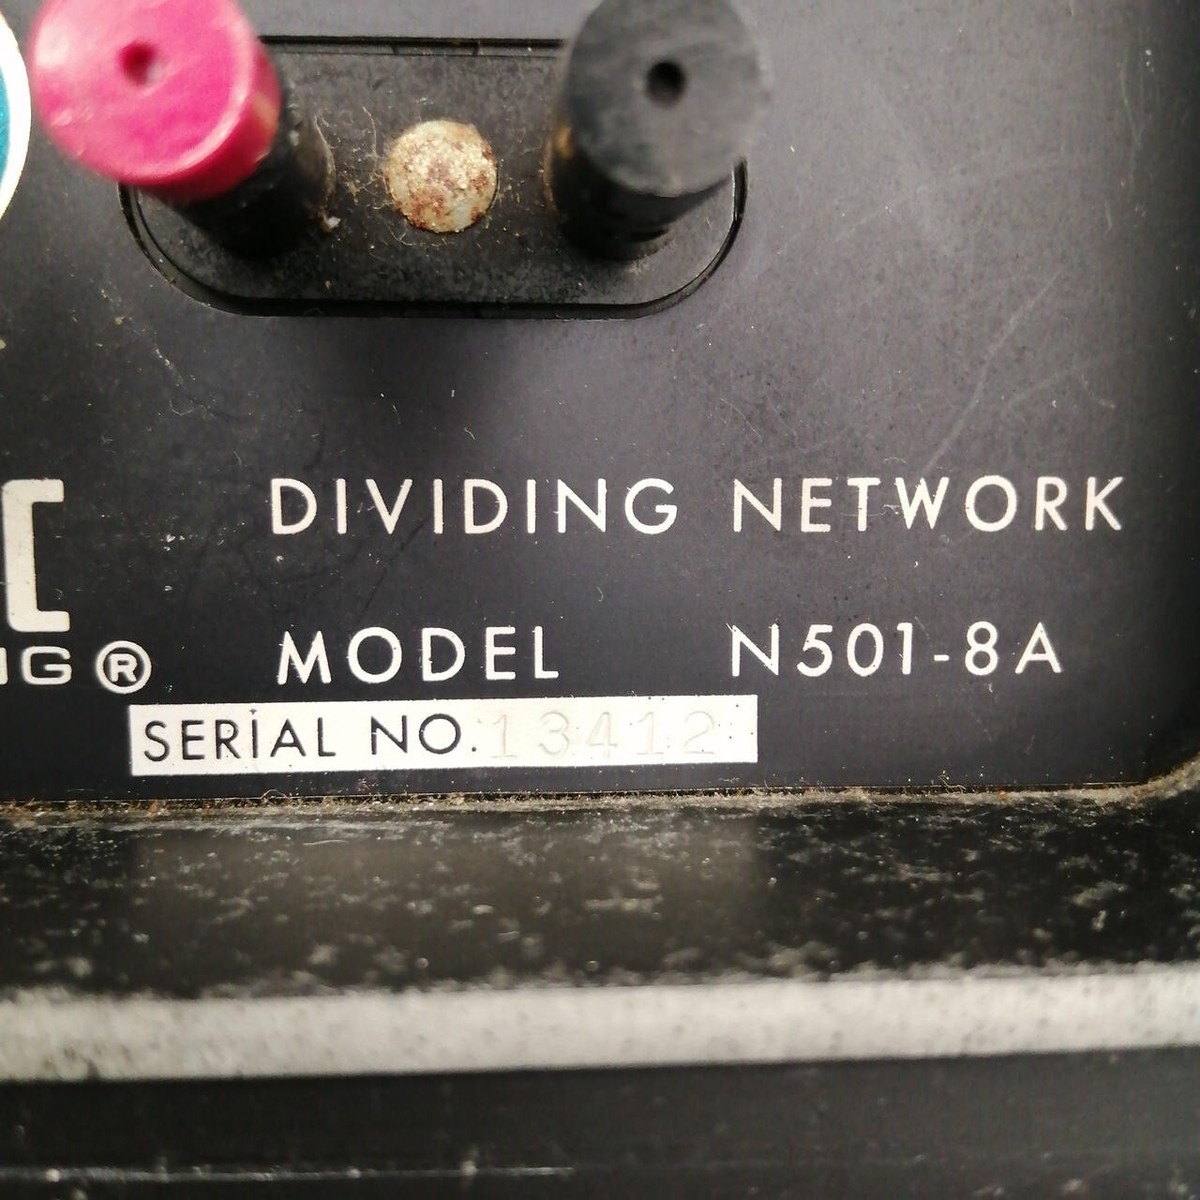 DIVIDING NETWORK
MODEL N501-8A
®
SERIAL NO. 13412